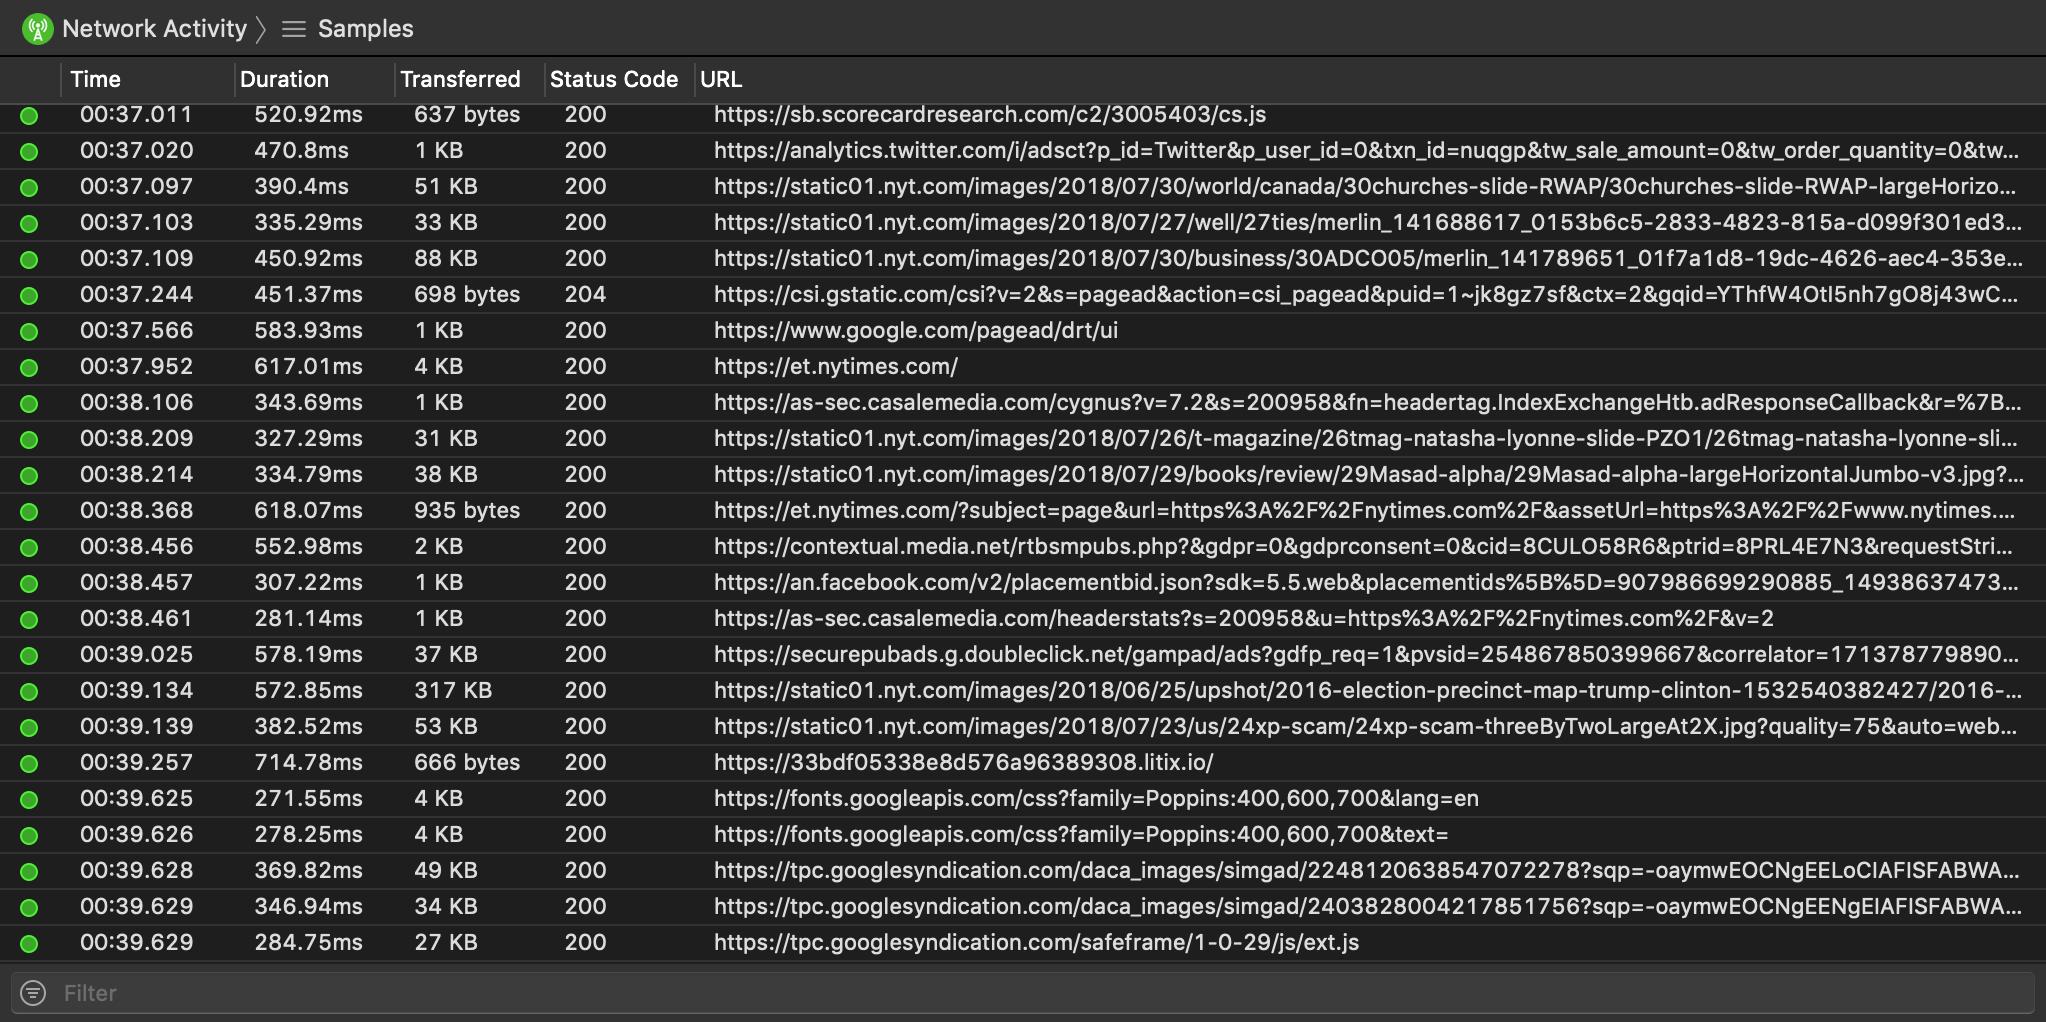 Network Activity Samples
Time Duration Transferred Status Code URL
00:37.011 520.92ms 637 bytes 200 https://sb.scorecardresearch.com/c2/3005403/cs.js
00:37.020 470.8ms 1 KB 200 https://analytics.twitter.com/i/adsct?p_id=Twitter&p_user_id=0&txn_id=nuqgp&tw_sale_amount=0&tw_order_quantity=0&tw...
00:37.097 390.4ms 51 KB 200 https://static01.nyt.com/images/2018/07/30/world/canada/30churches-slide-RWAP/30churches-slide-RWAP-largeHorizo...
00:37.103 335.29ms 33 KB 200 https://static01.nyt.com/images/2018/07/27/well/27ties/merlin_141688617_0153b6c5-2833-4823-815a-d099f301ed3...
00:37.109 450.92ms 88 KB 200 https://static01.nyt.com/images/2018/07/30/business/30ADCO05/merlin_141789651_01f7a1d8-19dc-4626-aec4-353e...
00:37.244 451.37ms 698 bytes 204 https://csi.gstatic.com/csi?v=2&s=pagead&action=csi_pagead&puid=1~jk8gz7sf&ctx=2&gqid=YThfW4OtI5nh7gO8j43wC...
00:37.566 583.93ms 1 KB 200 https://www.google.com/pagead/drt/ui
00:37.952 617.01ms 4 KB 200 https://et.nytimes.com/
00:38.106 343.69ms 1 KB 200 https://as-sec.casalemedia.com/cygnus?v=7.2&s=200958&fn=headertag.IndexExchangeHtb.adResponseCallback&r=%7B...
00:38.209 327.29ms 31 KB 200 https://static01.nyt.com/images/2018/07/26/t-magazine/26tmag-natasha-lyonne-slide-PZO1/26tmag-natasha-lyonne-sli...
00:38.214 334.79ms 38 KB 200 https://static01.nyt.com/images/2018/07/29/books/review/29Masad-alpha/29Masad-alpha-largeHorizontalJumbo-v3.jpg?...
00:38.368 618.07ms 935 bytes 200 https://et.nytimes.com/?subject=page&url=https%3A%2F%2Fnytimes.com%2F&assetUrl=https%3A%2F%2Fwww.nytimes....
00:38.456 552.98ms 2 KB 200 https://contextual.media.net/rtbsmpubs.php?&gdpr=0&gdprconsent=0&cid=8CULO58R6&ptrid=8PRL4E7N3&requestStri...
00:38.457 307.22ms 1 KB 200 https://an.facebook.com/v2/placementbid.json?sdk=5.5.web&placementids%5B%5D=907986699290885_14938637473...
00:38.461 281.14ms 1 KB 200 https://as-sec.casalemedia.com/headerstats?s=200958&u=https%3A%2F%2Fnytimes.com%2F&v=2
00:39.025 578.19ms 37 KB 200 https://securepubads.g.doubleclick.net/gampad/ads?gdfp_req=1&pvsid=254867850399667&correlator=171378779890...
00:39.134 572.85ms 317 KB 200 https://static01.nyt.com/images/2018/06/25/upshot/2016-election-precinct-map-trump-clinton-1532540382427/2016-...
00:39.139 382.52ms 53 KB 200 https://static01.nyt.com/images/2018/07/23/us/24xp-scam/24xp-scam-threeByTwoLargeAt2X.jpg?quality=75&auto=web...
00:39.257 714.78ms 666 bytes 200 https://33bdf05338e8d576a96389308.litix.io/
00:39.625 271.55ms 4 KB 200 https://fonts.googleapis.com/css?family=Poppins:400,600,700&lang=en
00:39.626 278.25ms 4 KB 200 https://fonts.googleapis.com/css?family=Poppins:400,600,700&text=
00:39.628 369.82ms 49 KB 200 https://tpc.googlesyndication.com/daca_images/simgad/2248120638547072278?sqp=-oaymwEOCNgEELoCIAFISFABWA...
00:39.629 346.94ms 34 KB 200 https://tpc.googlesyndication.com/daca_images/simgad/2403828004217851756?sqp=-oaymwEOCNgEENgEIAFISFABWA...
00:39.629 284.75ms 27 KB 200 https://tpc.googlesyndication.com/safeframe/1-0-29/js/ext.js
Filter